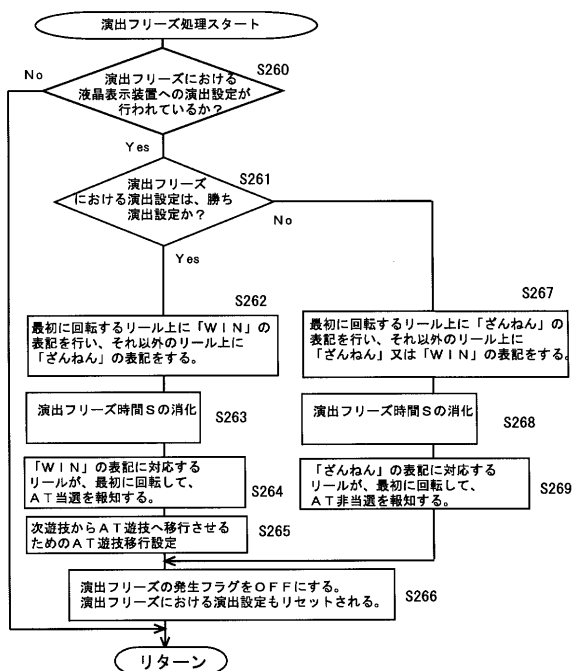 演出フリーズ処理スタート
No
S260
演出フリーズにおける
液晶表示装置への演出設定が
行われているか？
Yes
S261
演出フリーズ
における演出設定は、勝ち
演出設定か？
No
Yes
S262
最初に回転するリール上に「ＷＩＮ」の
表記を行い、それ以外のリール上に
「ざんねん」の表記をする。
S267
最初に回転するリール上に「ざんねん」の
表記を行い、それ以外のリール上に
「ざんねん」又は「ＷＩＮ」の表記をする。
演出フリーズ時間Ｓの消化
S263
演出フリーズ時間Ｓの消化
S268
「ＷＩＮ」の表記に対応する
リールが、最初に回転して、
ＡＴ当選を報知する。
S264
「ざんねん」の表記に対応する
リールが、最初に回転して、
ＡＴ非当選を報知する。
S269
次遊技からＡＴ遊技へ移行させる
ためのＡＴ遊技移行設定
S265
演出フリーズの発生フラグをＯＦＦにする。
演出フリーズにおける演出設定もリセットされる。
S266
リターン